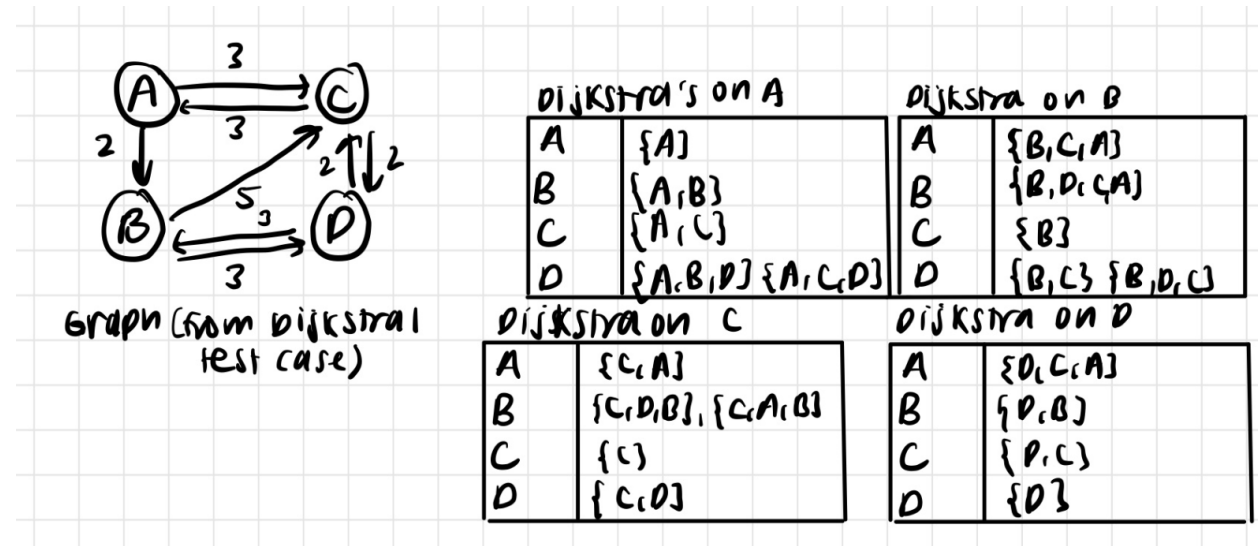 3
A
C
3
2
2
2
5
3
B
D
3
Graph (from Dijkstral
test case)
Dijkstra's on A
A {A}
B {A,B}
C {A,C}
D {A,B,D} {A,C,D}
Dijkstra on B
A {B,C,A}
B {B,D,C,A}
C {B}
D {B,C} {B,D,C}
Dijkstra on C
A {C,A}
B {C,D,B}, {C,A,B}
C {C}
D {C,D}
Dijkstra on D
A {D,C,A}
B {D,B}
C {D,C}
D {D}